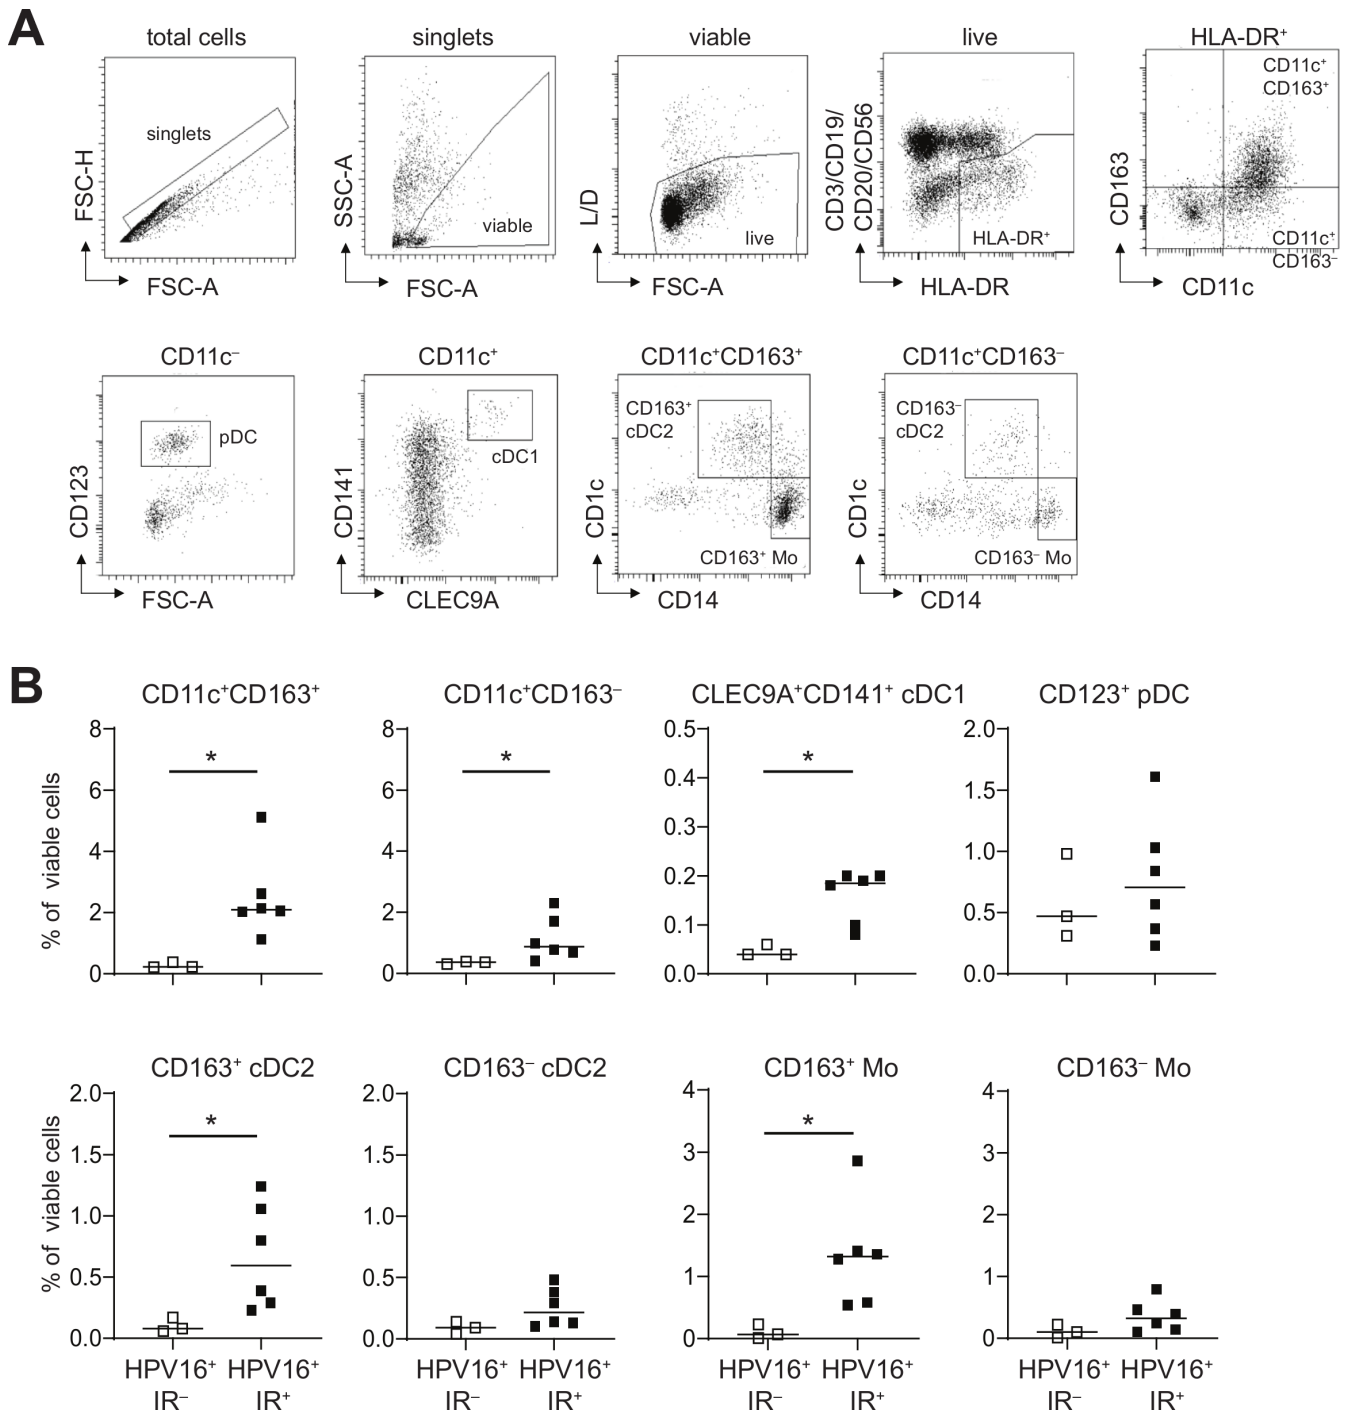 A
total cells
singlets
FSC-H
FSC-A
singlets
viable
SSC-A
FSC-A
viable
live
L/D
FSC-A
live
HLA-DR⁺
CD3/CD19/
CD20/CD56
HLA-DR
HLA-DR⁺
CD11c⁺
CD163⁺
CD11c⁺
CD163⁻
CD163
CD11c
CD11c⁻
pDC
CD123
FSC-A
CD11c⁺
cDC1
CD141
CLEC9A
CD11c⁺CD163⁺
CD163⁺
cDC2
CD163⁺ Mo
CD1c
CD14
CD11c⁺CD163⁻
CD163⁻
cDC2
CD163⁻ Mo
CD1c
CD14
B
CD11c⁺CD163⁺
% of viable cells
8
6
4
2
0
*
CD11c⁺CD163⁻
8
6
4
2
0
*
CLEC9A⁺CD141⁺ cDC1
0.5
0.4
0.3
0.2
0.1
0.0
*
CD123⁺ pDC
2.0
1.5
1.0
0.5
0.0
CD163⁺ cDC2
% of viable cells
2.0
1.5
1.0
0.5
0.0
*
HPV16⁺ HPV16⁺
IR⁻ IR⁺
CD163⁻ cDC2
2.0
1.5
1.0
0.5
0.0
HPV16⁺ HPV16⁺
IR⁻ IR⁺
CD163⁺ Mo
4
3
2
1
0
*
HPV16⁺ HPV16⁺
IR⁻ IR⁺
CD163⁻ Mo
4
3
2
1
0
HPV16⁺ HPV16⁺
IR⁻ IR⁺